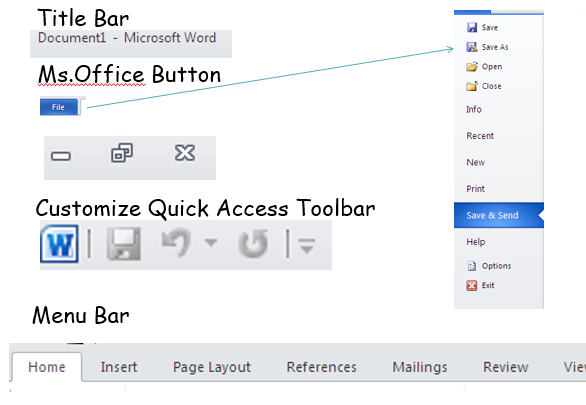 Title Bar
Document1 - Microsoft Word
Ms.Office Button
File
Customize Quick Access Toolbar
W
Menu Bar
Home Insert Page Layout References Mailings Review View
Save
Save As
Open
Close
Info
Recent
New
Print
Save & Send
Help
Options
Exit